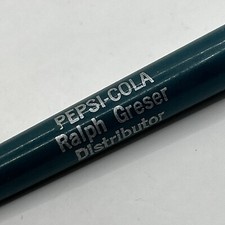 PEPSI-COLA
Ralph Greser
Distributor